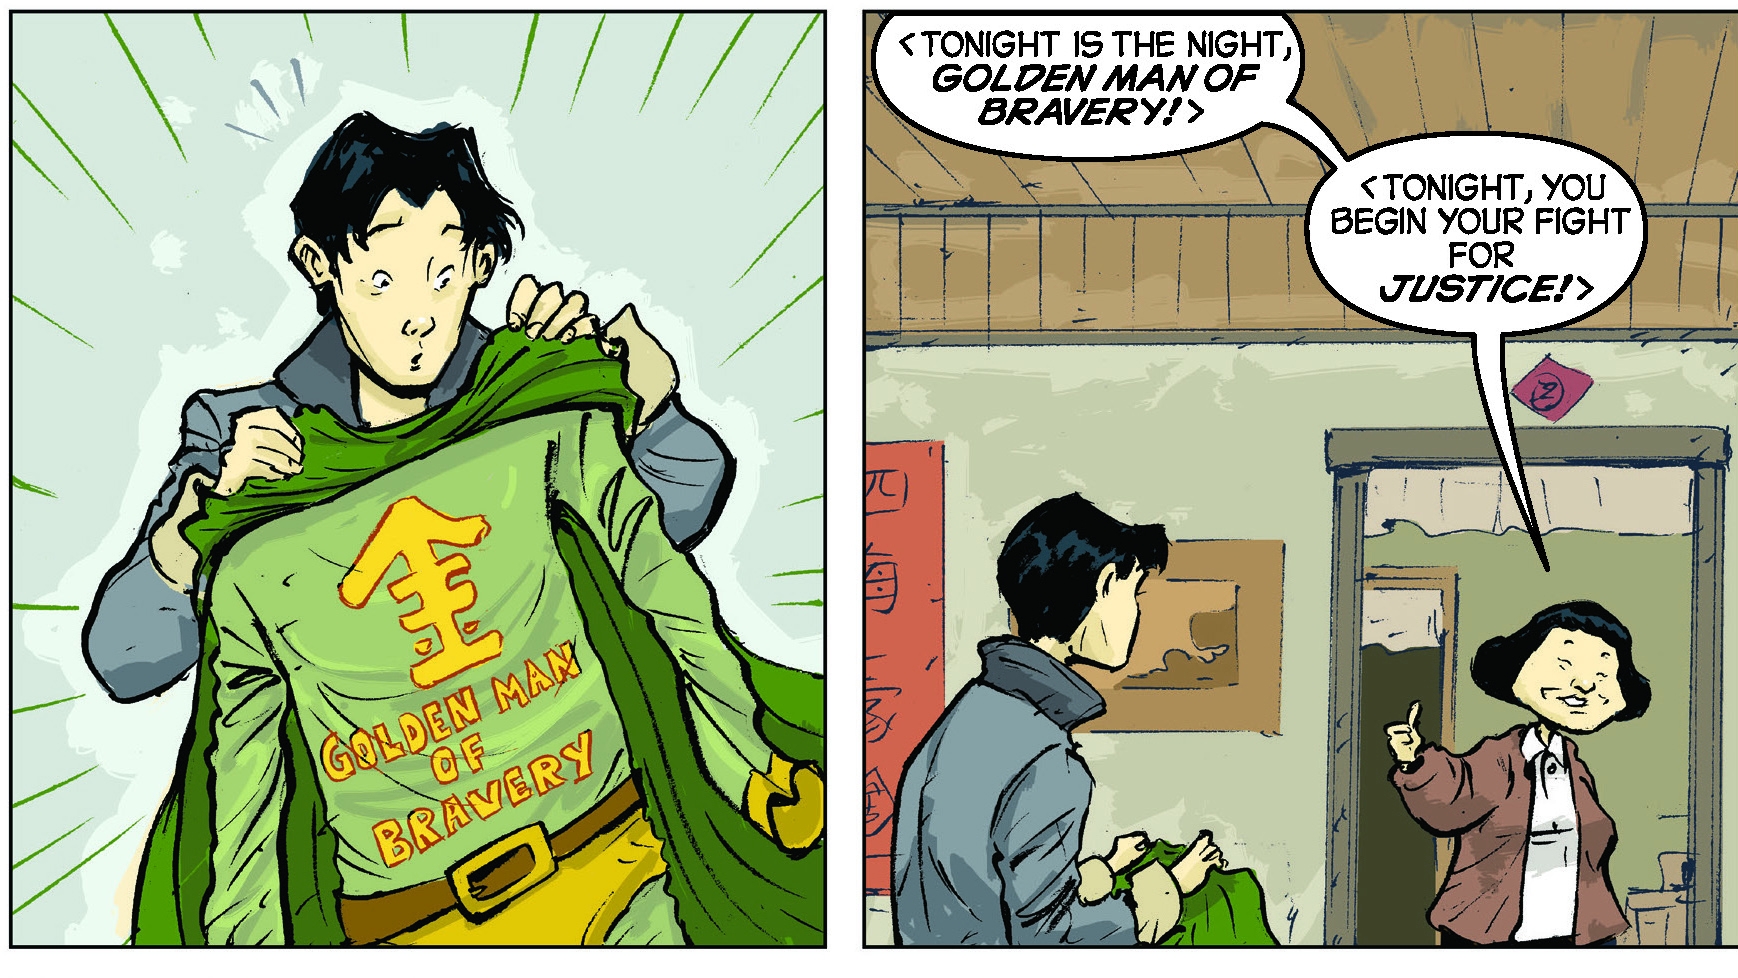 金
GOLDEN MAN
OF
BRAVERY
<TONIGHT IS THE NIGHT,
GOLDEN MAN OF
BRAVERY!>
<TONIGHT, YOU
BEGIN YOUR FIGHT
FOR
JUSTICE!>